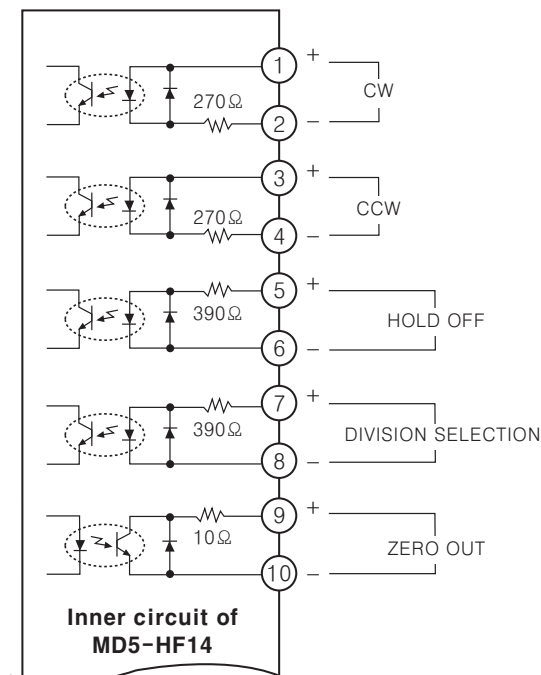 1 + CW
270Ω
2 −
3 + CCW
270Ω
4 −
5 +
390Ω HOLD OFF
6 −
7 +
390Ω DIVISION SELECTION
8 −
9 +
10Ω ZERO OUT
10 −
Inner circuit of
MD5-HF14